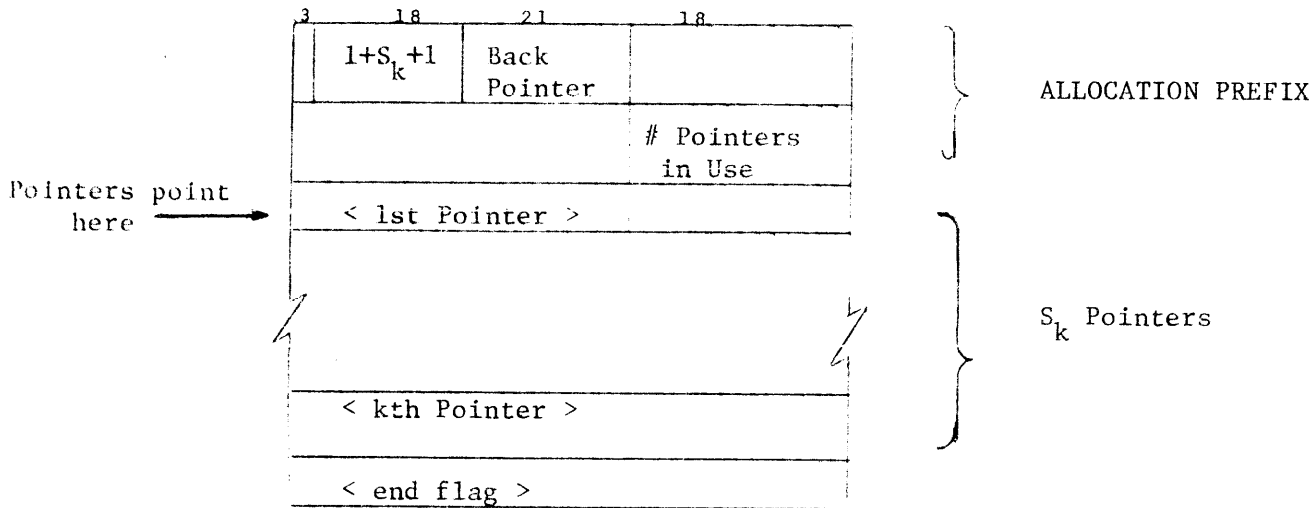 3 18 21 18
1+S_k+1 Back
Pointer
ALLOCATION PREFIX
# Pointers
in Use
Pointers point
here
< 1st Pointer >
S_k Pointers
< kth Pointer >
< end flag >